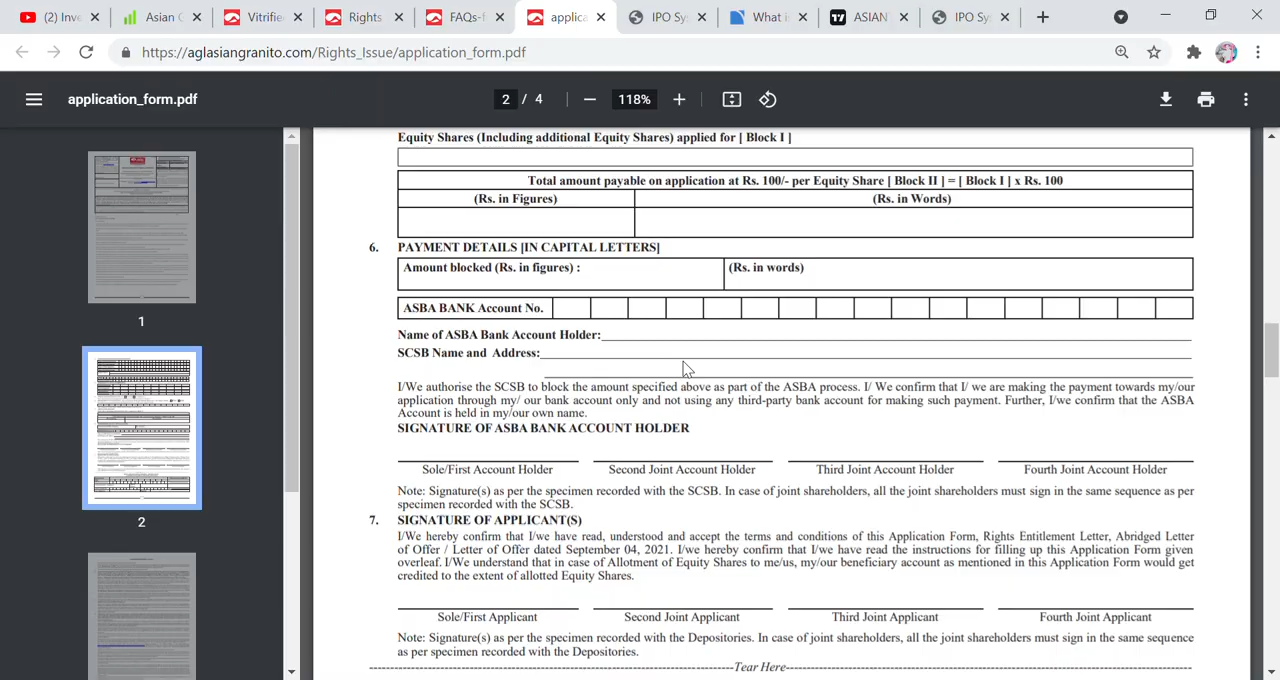 (2) Inve
Asian G
Vitrifie
Rights
FAQs-f
applica
IPO Sy
What is
ASIAN
IPO Sy
https://aglasiangranito.com/Rights_Issue/application_form.pdf
application_form.pdf
2 / 4
118%
1
2
Equity Shares (Including additional Equity Shares) applied for [ Block I ]
Total amount payable on application at Rs. 100/- per Equity Share [ Block II ] = [ Block I ] x Rs. 100
(Rs. in Figures) (Rs. in Words)
6. PAYMENT DETAILS [IN CAPITAL LETTERS]
Amount blocked (Rs. in figures) : (Rs. in words)
ASBA BANK Account No.
Name of ASBA Bank Account Holder:
SCSB Name and Address:
I/We authorise the SCSB to block the amount specified above as part of the ASBA process. I/ We confirm that I/ we are making the payment towards my/our
application through my/ our bank account only and not using any third-party bank account for making such payment. Further, I/we confirm that the ASBA
Account is held in my/our own name.
SIGNATURE OF ASBA BANK ACCOUNT HOLDER
Sole/First Account Holder Second Joint Account Holder Third Joint Account Holder Fourth Joint Account Holder
Note: Signature(s) as per the specimen recorded with the SCSB. In case of joint shareholders, all the joint shareholders must sign in the same sequence as per
specimen recorded with the SCSB.
7. SIGNATURE OF APPLICANT(S)
I/We hereby confirm that I/we have read, understood and accept the terms and conditions of this Application Form, Rights Entitlement Letter, Abridged Letter
of Offer / Letter of Offer dated September 04, 2021. I/we hereby confirm that I/we have read the instructions for filling up this Application Form given
overleaf. I/We understand that in case of Allotment of Equity Shares to me/us, my/our beneficiary account as mentioned in this Application Form would get
credited to the extent of allotted Equity Shares.
Sole/First Applicant Second Joint Applicant Third Joint Applicant Fourth Joint Applicant
Note: Signature(s) as per the specimen recorded with the Depositories. In case of joint shareholders, all the joint shareholders must sign in the same sequence
as per specimen recorded with the Depositories.
Tear Here